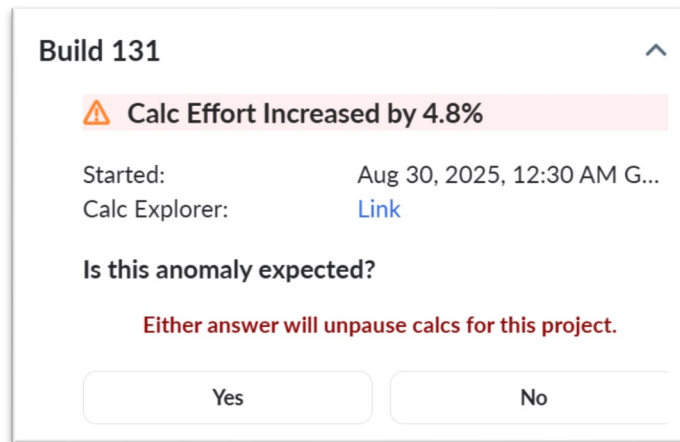 Build 131
Calc Effort Increased by 4.8%
Started: Aug 30, 2025, 12:30 AM G...
Calc Explorer: Link
Is this anomaly expected?
Either answer will unpause calcs for this project.
Yes No